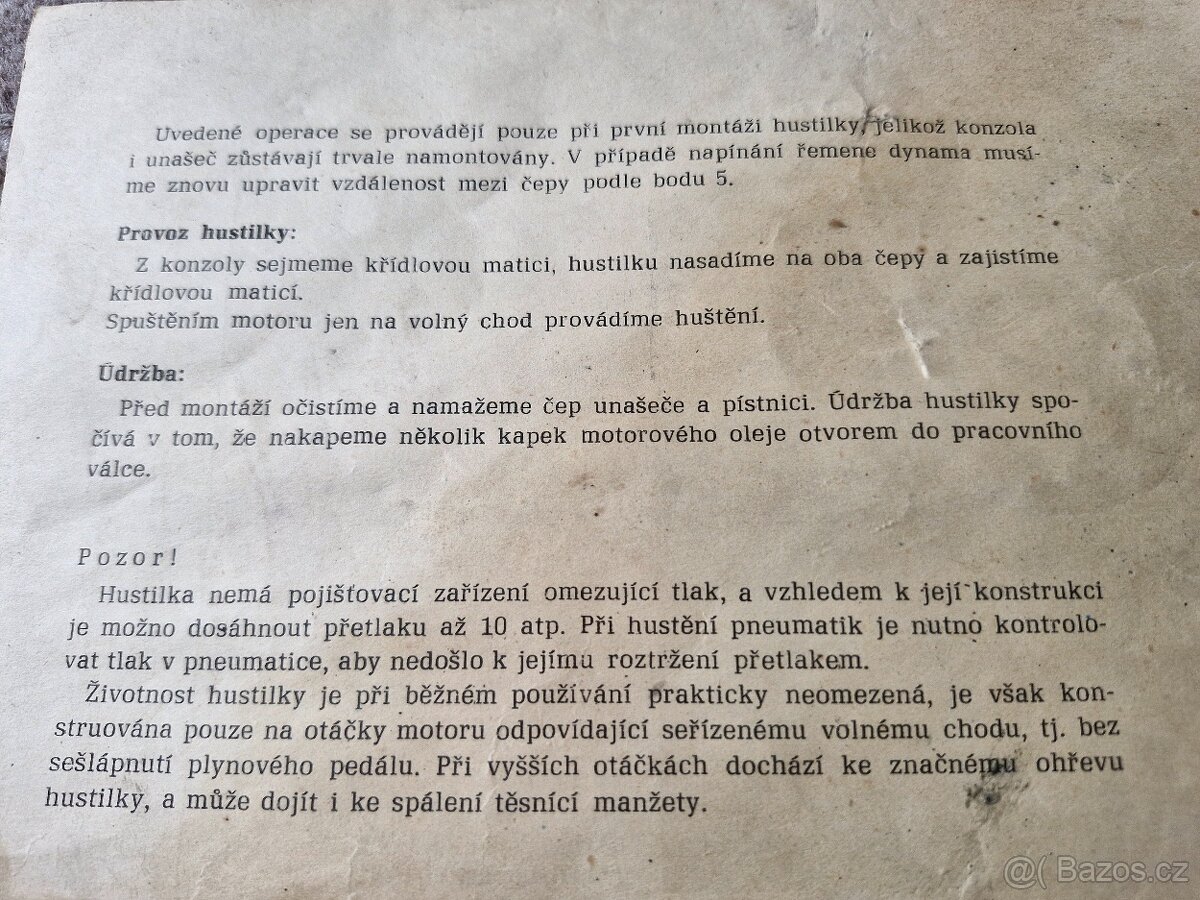 Uvedené operace se provádějí pouze při první montáži hustilky, jelikož konzola
i unašeč zůstávají trvale namontovány. V případě napínání řemene dynama musí-
me znovu upravit vzdálenost mezi čepy podle bodu 5.
Provoz hustilky:
Z konzoly sejmeme křídlovou matici, hustilku nasadíme na oba čepy a zajistíme
křídlovou maticí.
Spuštěním motoru jen na volný chod provádíme huštění.
Údržba:
Před montáží očistíme a namažeme čep unašeče a pístnici. Údržba hustilky spo-
čívá v tom, že nakapeme několik kapek motorového oleje otvorem do pracovního
válce.
Pozor!
Hustilka nemá pojišťovací zařízení omezující tlak, a vzhledem k její konstrukci
je možno dosáhnout přetlaku až 10 atp. Při hustění pneumatik je nutno kontrolo-
vat tlak v pneumatice, aby nedošlo k jejímu roztržení přetlakem.
Životnost hustilky je při běžném používání prakticky neomezená, je však kon-
struována pouze na otáčky motoru odpovídající seřízenému volnému chodu, tj. bez
sešlápnutí plynového pedálu. Při vyšších otáčkách dochází ke značnému ohřevu
hustilky, a může dojít i ke spálení těsnící manžety.
@( Bazos.cz